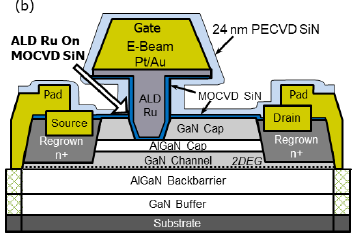 (b)
Gate
E-Beam
Pt/Au
24 nm PECVD SiN
ALD Ru On
MOCVD SiN
MOCVD SiN
Pad
ALD
Ru
Pad
Source
GaN Cap
Drain
Regrown
n+
AlGaN Cap
Regrown
n+
GaN Channel
2DEG
AlGaN Backbarrier
GaN Buffer
Substrate